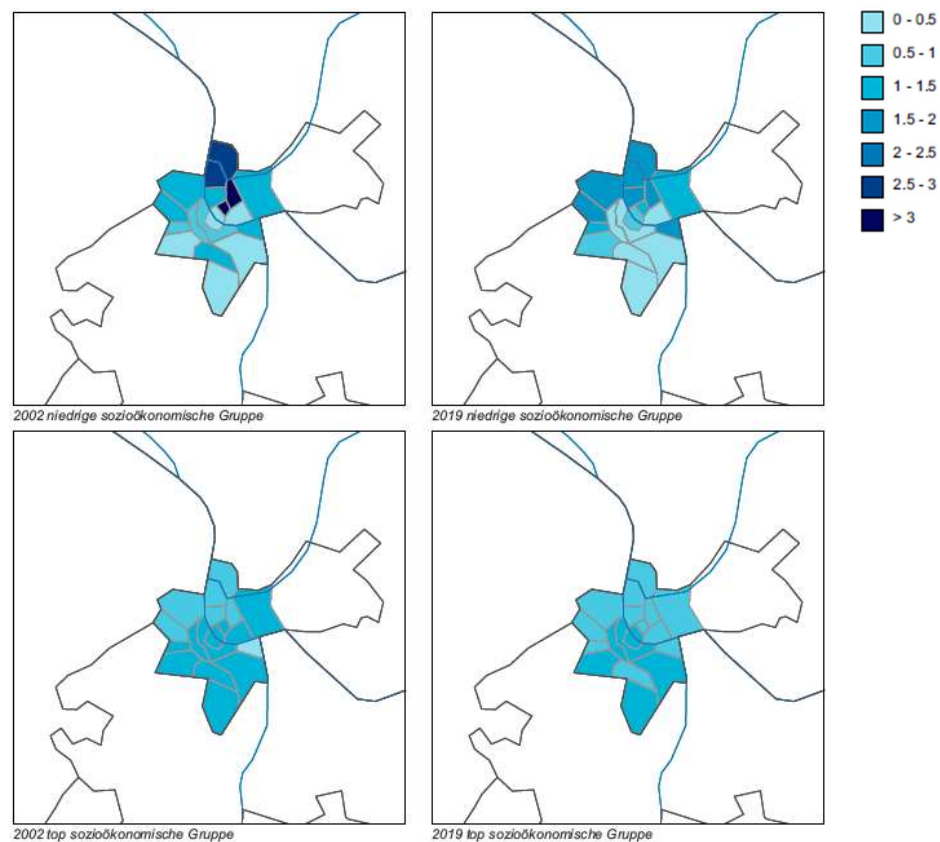 0 - 0.5
0.5 - 1
1 - 1.5
1.5 - 2
2 - 2.5
2.5 - 3
> 3
2002 niedrige sozioökonomische Gruppe
2019 niedrige sozioökonomische Gruppe
2002 top sozioökonomische Gruppe
2019 top sozioökonomische Gruppe